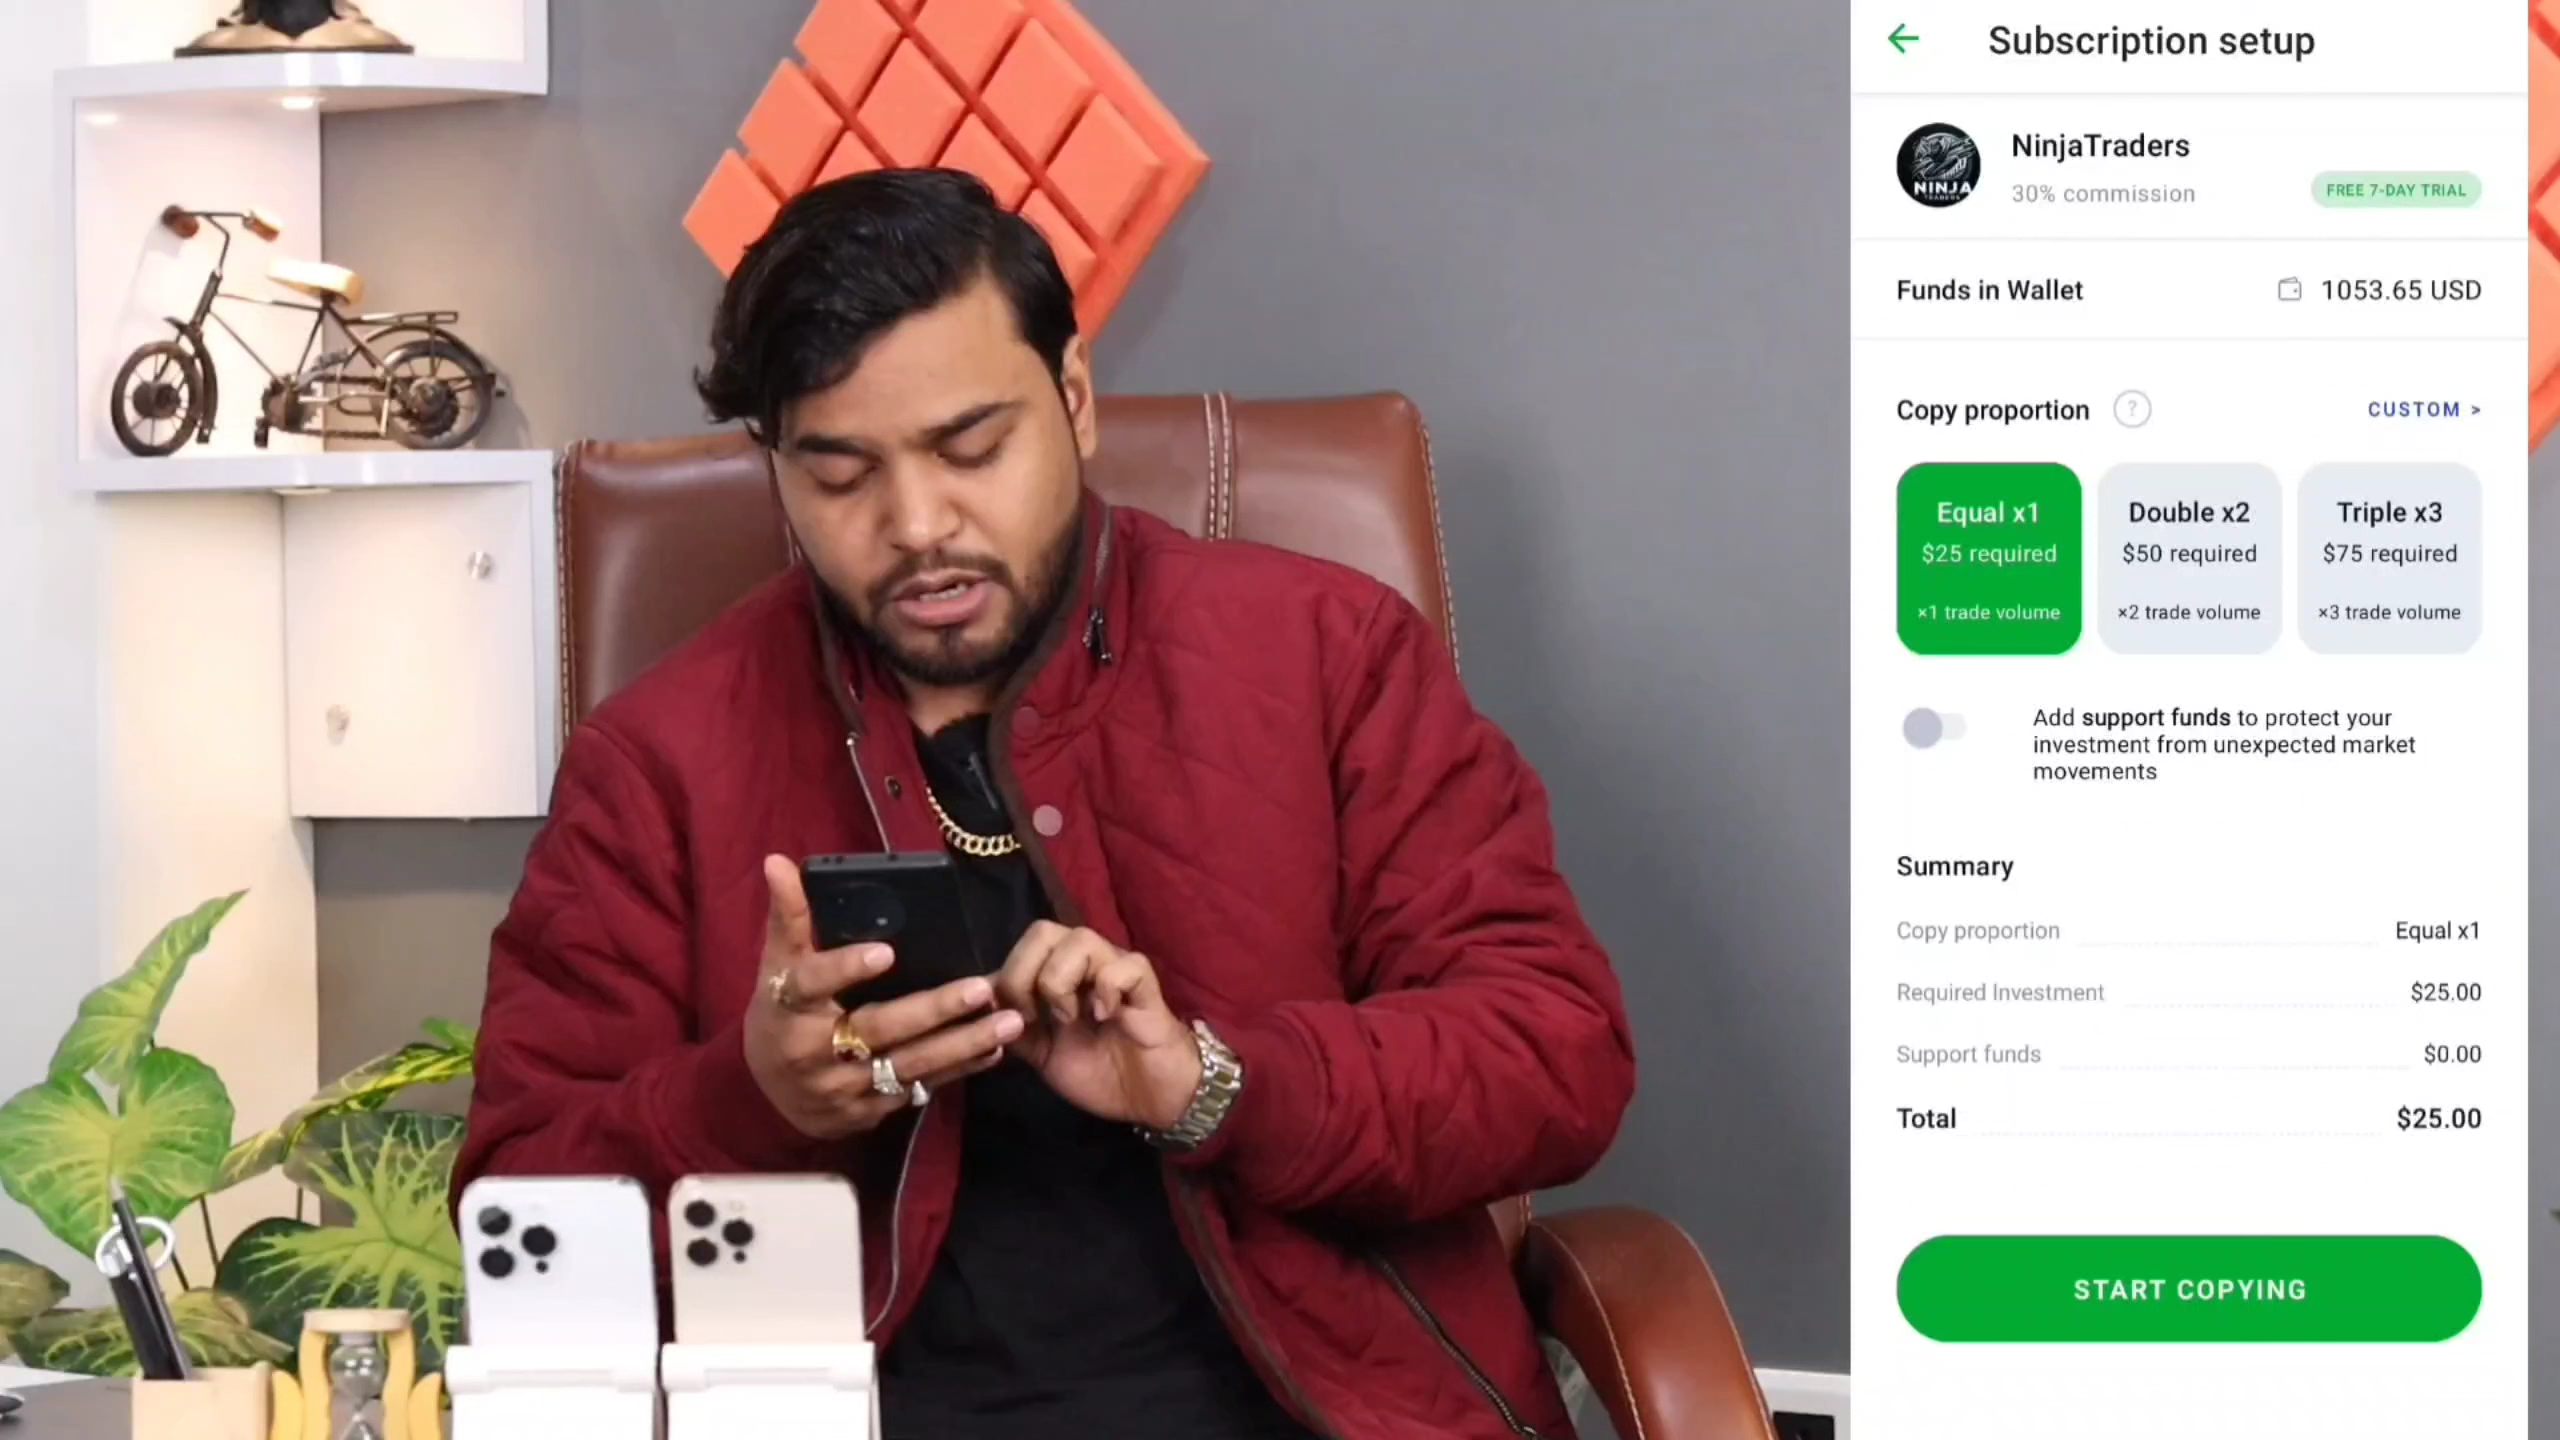 Subscription setup
NinjaTraders
30% commission
FREE 7-DAY TRIAL
NINJA
TRADERS
Funds in Wallet
1053.65 USD
Copy proportion
?
CUSTOM >
Equal x1
$25 required
×1 trade volume
Double x2
$50 required
×2 trade volume
Triple x3
$75 required
×3 trade volume
Add support funds to protect your
investment from unexpected market
movements
Summary
Copy proportion Equal x1
Required Investment $25.00
Support funds $0.00
Total $25.00
START COPYING